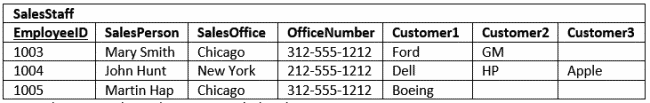 SalesStaff
EmployeeID SalesPerson SalesOffice OfficeNumber Customer1 Customer2 Customer3
1003 Mary Smith Chicago 312-555-1212 Ford GM
1004 John Hunt New York 212-555-1212 Dell HP Apple
1005 Martin Hap Chicago 312-555-1212 Boeing